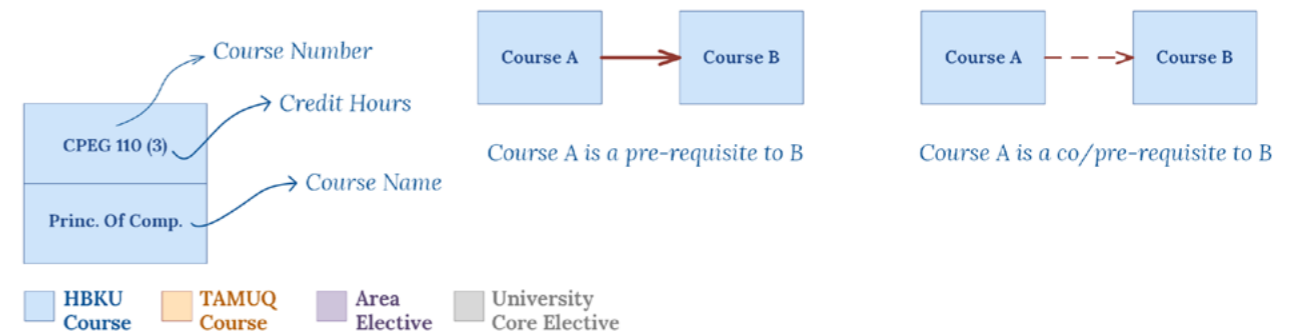 Course Number
Credit Hours
CPEG 110 (3)
Course Name
Princ. Of Comp.
Course A
Course B
Course A is a pre-requisite to B
Course A
Course B
Course A is a co/pre-requisite to B
HBKU
Course
TAMUQ
Course
Area
Elective
University
Core Elective